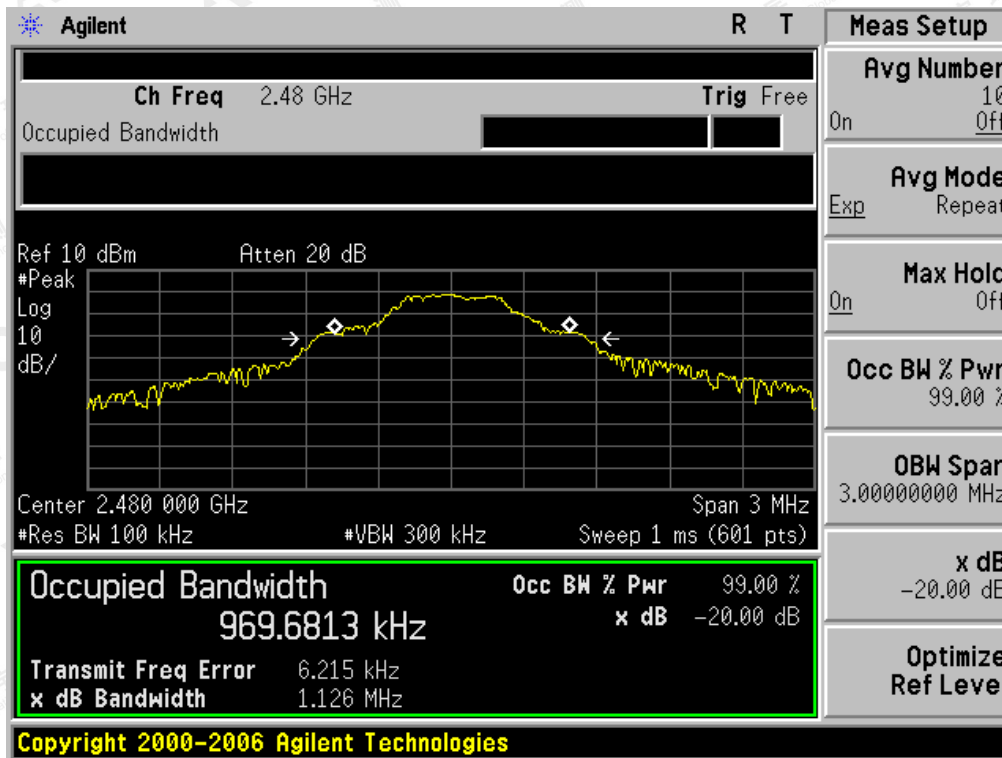 Agilent R T Meas Setup
Ch Freq 2.48 GHz Trig Free
Occupied Bandwidth
Ref 10 dBm Atten 20 dB
#Peak
Log
10
dB/
Center 2.480 000 GHz Span 3 MHz
#Res BW 100 kHz #VBW 300 kHz Sweep 1 ms (601 pts)
Occupied Bandwidth Occ BW % Pwr 99.00 %
969.6813 kHz x dB -20.00 dB
Transmit Freq Error 6.215 kHz
x dB Bandwidth 1.126 MHz
Copyright 2000-2006 Agilent Technologies
Avg Number
10
On Off
Avg Mode
Exp Repeat
Max Hold
On Off
Occ BW % Pwr
99.00 %
OBW Span
3.00000000 MHz
x dB
-20.00 dB
Optimize
Ref Leve